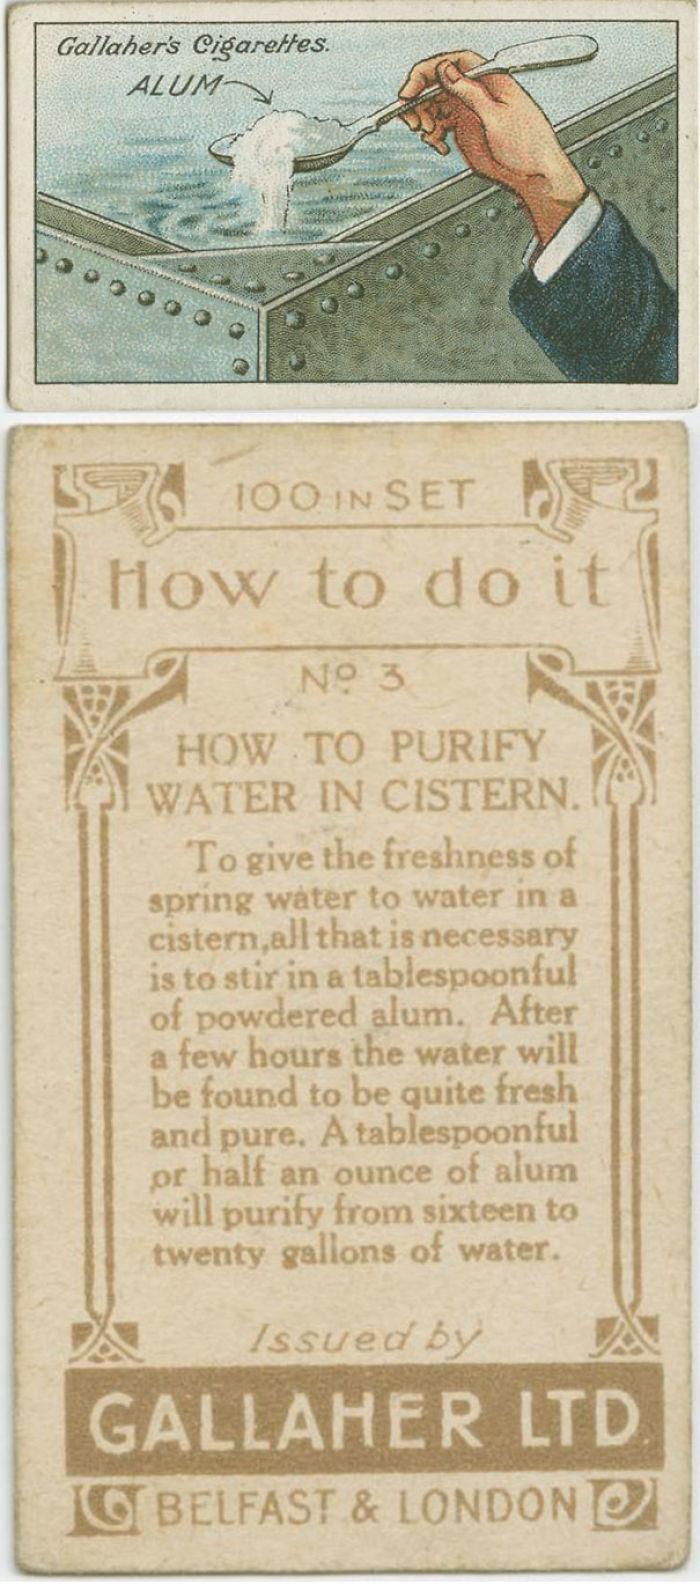 Gallaher's Cigarettes.
ALUM
100 IN SET
How to do it
Nº 3
HOW TO PURIFY
WATER IN CISTERN.
To give the freshness of
spring water to water in a
cistern, all that is necessary
is to stir in a tablespoonful
of powdered alum. After
a few hours the water will
be found to be quite fresh
and pure. A tablespoonful
or half an ounce of alum
will purify from sixteen to
twenty gallons of water.
Issued by
GALLAHER LTD.
BELFAST & LONDON